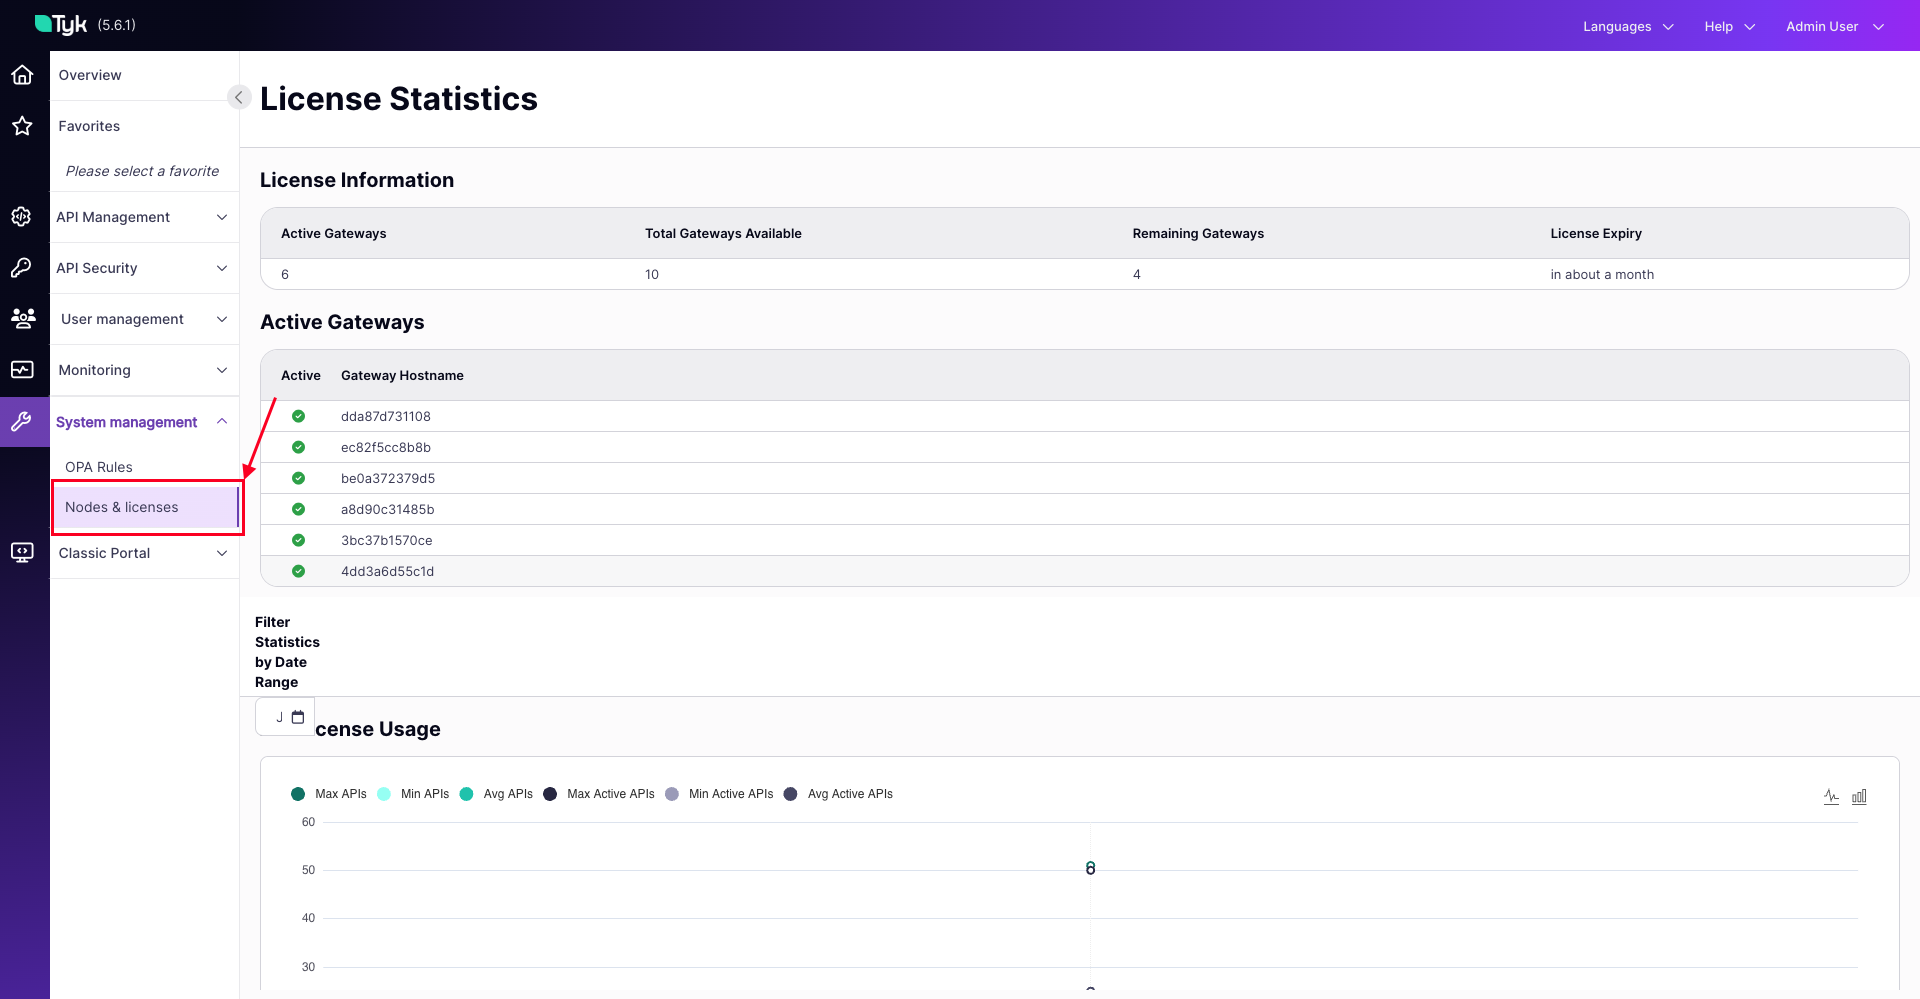 Tyk (5.6.1)
Languages
Help
Admin User
Overview
Favorites
Please select a favorite
API Management
API Security
User management
Monitoring
System management
OPA Rules
Nodes & licenses
Classic Portal
License Statistics
License Information
Active Gateways Total Gateways Available Remaining Gateways License Expiry
6 10 4 in about a month
Active Gateways
Active Gateway Hostname
dda87d731108
ec82f5cc8b8b
be0a372379d5
a8d90c31485b
3bc37b1570ce
4dd3a6d55c1d
Filter
Statistics
by Date
Range
J
cense Usage
Max APIs Min APIs Avg APIs Max Active APIs Min Active APIs Avg Active APIs
60
50
40
30